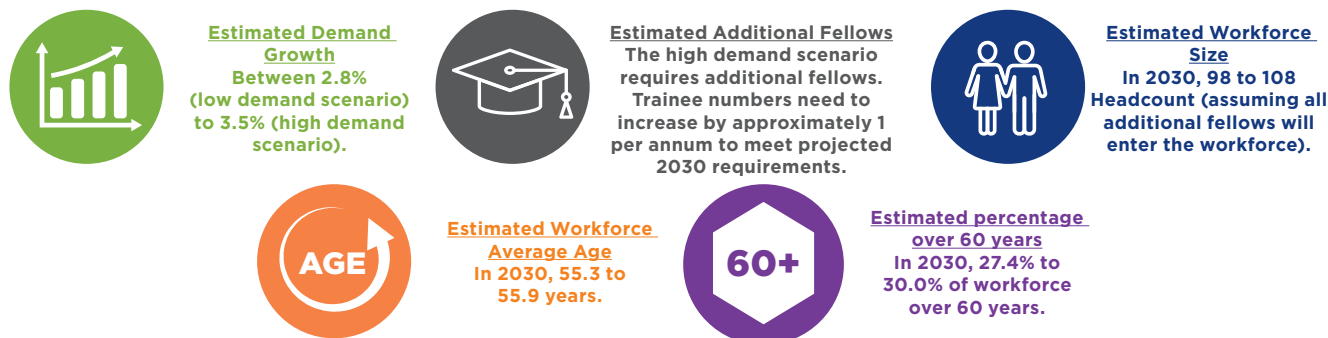 Estimated Demand
Growth
Between 2.8%
(low demand scenario)
to 3.5% (high demand
scenario).
Estimated Additional Fellows
The high demand scenario
requires additional fellows.
Trainee numbers need to
increase by approximately 1
per annum to meet projected
2030 requirements.
Estimated Workforce
Size
In 2030, 98 to 108
Headcount (assuming all
additional fellows will
enter the workforce).
AGE
Estimated Workforce
Average Age
In 2030, 55.3 to
55.9 years.
60+
Estimated percentage
over 60 years
In 2030, 27.4% to
30.0% of workforce
over 60 years.